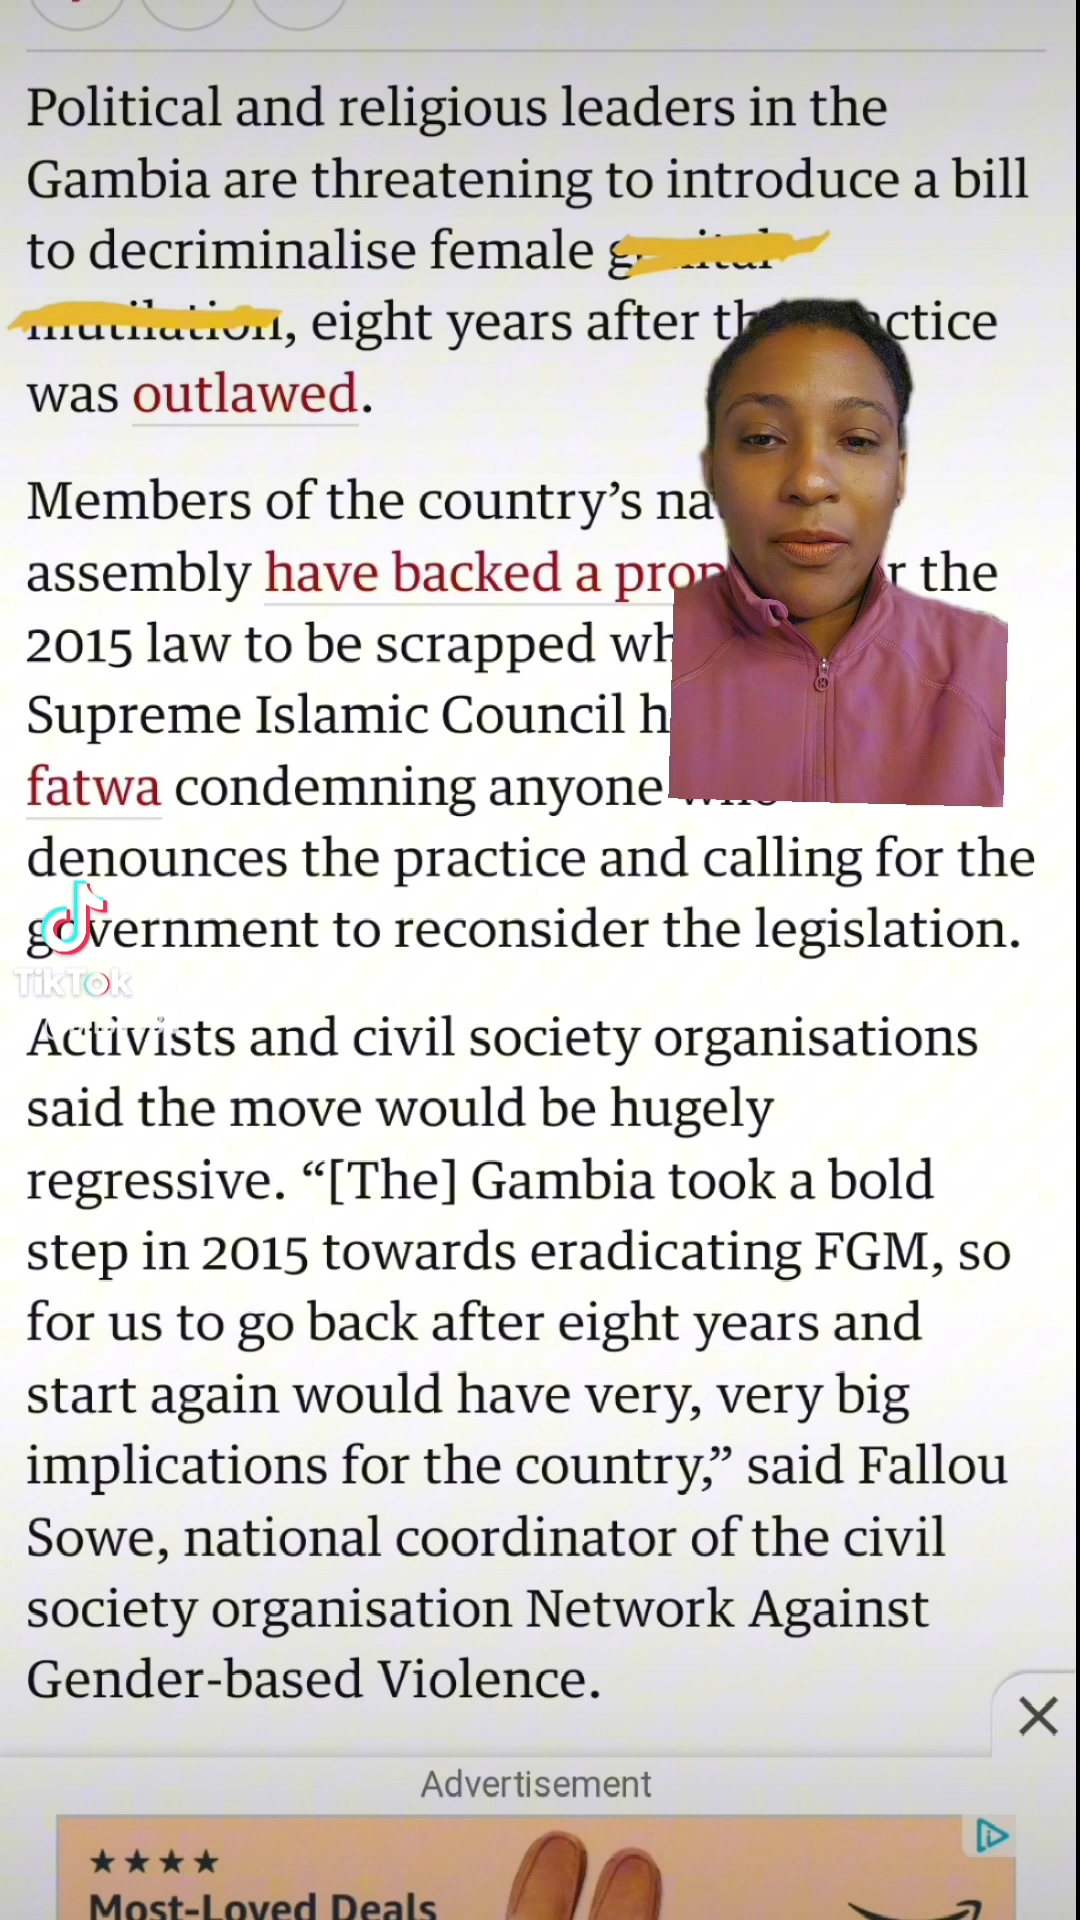 Political and religious leaders in the
Gambia are threatening to introduce a bill
to decriminalise female
, eight years after
was outlawed.
Members of the country’s
assembly have backed a the
2015 law to be scrapped
Supreme Islamic Council
fatwa condemning anyone
denounces the practice and calling for the
government to reconsider the legislation.
TikTok
Activists and civil society organisations
said the move would be hugely
regressive. “[The] Gambia took a bold
step in 2015 towards eradicating FGM, so
for us to go back after eight years and
start again would have very, very big
implications for the country,” said Fallou
Sowe, national coordinator of the civil
society organisation Network Against
Gender-based Violence.
Advertisement
Most-Loved Deals